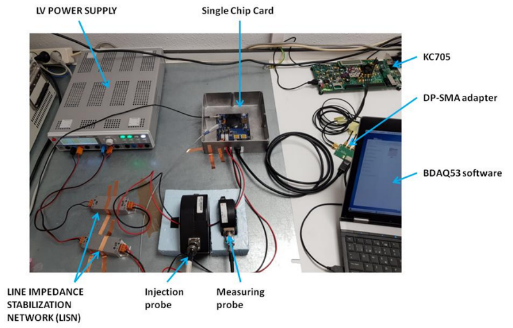 LV POWER SUPPLY
Single Chip Card
KC705
DP-SMA adapter
BDAQ53 software
LINE IMPEDANCE
STABILIZATION
NETWORK (LISN)
Injection
probe
Measuring
probe